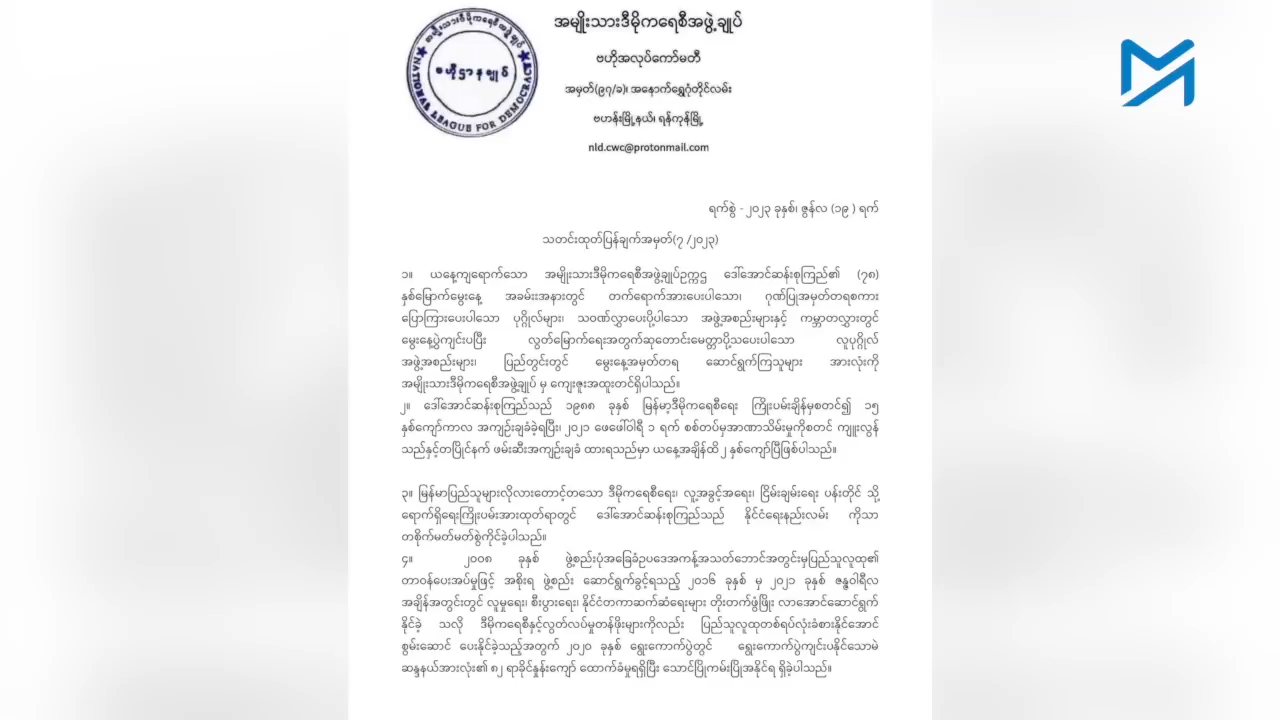 အမျိုးသားဒီမိုကရေစီအဖွဲ့ချုပ်
ဗဟိုဌာနချုပ်
NATIONAL LEAGUE FOR DEMOCRACY
အမျိုးသားဒီမိုကရေစီအဖွဲ့ချုပ်
ဗဟိုအလုပ်ကော်မတီ
အမှတ်(၉၇/ခ)၊ အနောက်ရွှေဂုံတိုင်လမ်း
ဗဟန်းမြို့နယ်၊ ရန်ကုန်မြို့
nld.cwc@protonmail.com
ရက်စွဲ - ၂၀၂၃ ခုနှစ်၊ ဇွန်လ (၁၉ ) ရက်
သတင်းထုတ်ပြန်ချက်အမှတ်(၇ /၂၀၂၃)
၁။ ယနေ့ကျရောက်သော အမျိုးသားဒီမိုကရေစီအဖွဲ့ချုပ်ဥက္ကဌ ဒေါ်အောင်ဆန်းစုကြည်၏ (၇၈)
နှစ်မြောက်မွေးနေ့ အခမ်းးအနားတွင် တက်ရောက်အားပေးပါသော၊ ဂုဏ်ပြုအမှတ်တရစကား
ပြောကြားပေးပါသော ပုဂ္ဂိုလ်များ၊ သဝဏ်လွှာပေးပို့ပါသော အဖွဲ့အစည်းများနှင့် ကမ္ဘာတလွှားတွင်
မွေးနေ့ပွဲကျင်းပပြီး လွတ်မြောက်ရေးအတွက်ဆုတောင်းမေတ္တာပို့သပေးပါသော လူပုဂ္ဂိုလ်
အဖွဲ့အစည်းများ၊ ပြည်တွင်းတွင် မွေးနေ့အမှတ်တရ ဆောင်ရွက်ကြသူများ အားလုံးကို
အမျိုးသားဒီမိုကရေစီအဖွဲ့ချုပ် မှ ကျေးဇူးအထူးတင်ရှိပါသည်။
၂။ ဒေါ်အောင်ဆန်းစုကြည်သည် ၁၉၈၈ ခုနှစ် မြန်မာ့ဒီမိုကရေစီရေး ကြိုးပမ်းချိန်မှစတင်၍ ၁၅
နှစ်ကျော်ကာလ အကျဉ်းချခံခဲ့ရပြီး၊ ၂၀၂၁ ဖေဖော်ဝါရီ ၁ ရက် စစ်တပ်မှအာဏာသိမ်းမှုကိုစတင် ကျူးလွန်
သည်နှင့်တပြိုင်နက် ဖမ်းဆီးအကျဉ်းချခံ ထားရသည်မှာ ယနေ့အချိန်ထိ၂ နှစ်ကျော်ပြီဖြစ်ပါသည်။
၃။ မြန်မာပြည်သူများလိုလားတောင့်တသော ဒီမိုကရေစီရေး၊ လူ့အခွင့်အရေး၊ ငြိမ်းချမ်းရေး ပန်းတိုင် သို့
ရောက်ရှိရေးကြိုးပမ်းအားထုတ်ရာတွင် ဒေါ်အောင်ဆန်းစုကြည်သည် နိုင်ငံရေးနည်းလမ်း ကိုသာ
တစိုက်မတ်မတ်စွဲကိုင်ခဲ့ပါသည်။
၄။ ၂၀၀၈ ခုနှစ် ဖွဲ့စည်းပုံအခြေခံဥပဒေအကန့်အသတ်ဘောင်အတွင်းမှပြည်သူလူထု၏
တာဝန်ပေးအပ်မှုဖြင့် အစိုးရ ဖွဲ့စည်း ဆောင်ရွက်ခွင့်ရသည့် ၂၀၁၆ ခုနှစ် မှ ၂၀၂၁ ခုနှစ် ဇန္နဝါရီလ
အချိန်အတွင်းတွင် လူမှုရေး၊ စီးပွားရေး၊ နိုင်ငံတကာဆက်ဆံရေးများ တိုးတက်ဖွံဖြိုး လာအောင်ဆောင်ရွက်
နိုင်ခဲ့ သလို ဒီမိုကရေစီနှင့်လွတ်လပ်မှုတန်ဖိုးများကိုလည်း ပြည်သူလူထုတစ်ရပ်လုံးခံစားနိုင်အောင်
စွမ်းဆောင် ပေးနိုင်ခဲ့သည့်အတွက် ၂၀၂၀ ခုနှစ် ရွေးကောက်ပွဲတွင် ရွေးကောက်ပွဲကျင်းပနိုင်သောမဲ
ဆန္ဒနယ်အားလုံး၏ ၈၂ ရာခိုင်နှုန်းကျော် ထောက်ခံမှုရရှိပြီး သောင်ပြိုကမ်းပြိုအနိုင်ရ ရှိခဲ့ပါသည်။